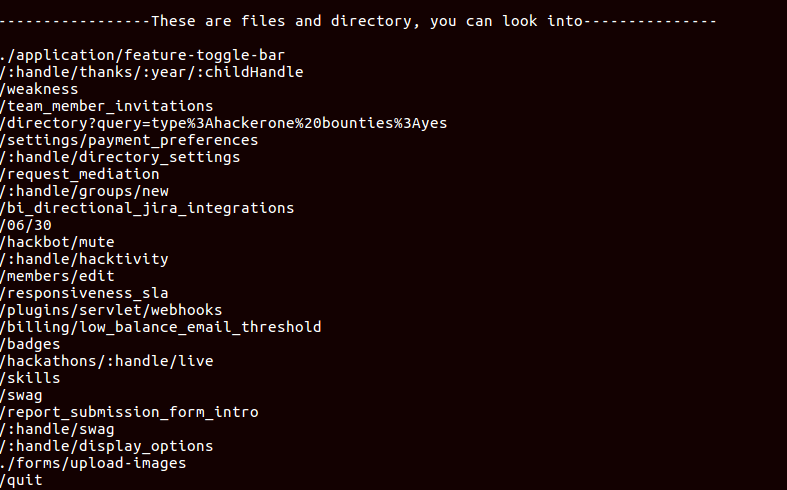 -----------------These are files and directory, you can look into---------------
./application/feature-toggle-bar
/:handle/thanks/:year/:childHandle
/weakness
/team_member_invitations
/directory?query=type%3Ahackerone%20bounties%3Ayes
/settings/payment_preferences
/:handle/directory_settings
/request_mediation
/:handle/groups/new
/bi_directional_jira_integrations
/06/30
/hackbot/mute
/:handle/hacktivity
/members/edit
/responsiveness_sla
/plugins/servlet/webhooks
/billing/low_balance_email_threshold
/badges
/hackathons/:handle/live
/skills
/swag
/report_submission_form_intro
/:handle/swag
/:handle/display_options
./forms/upload-images
/quit